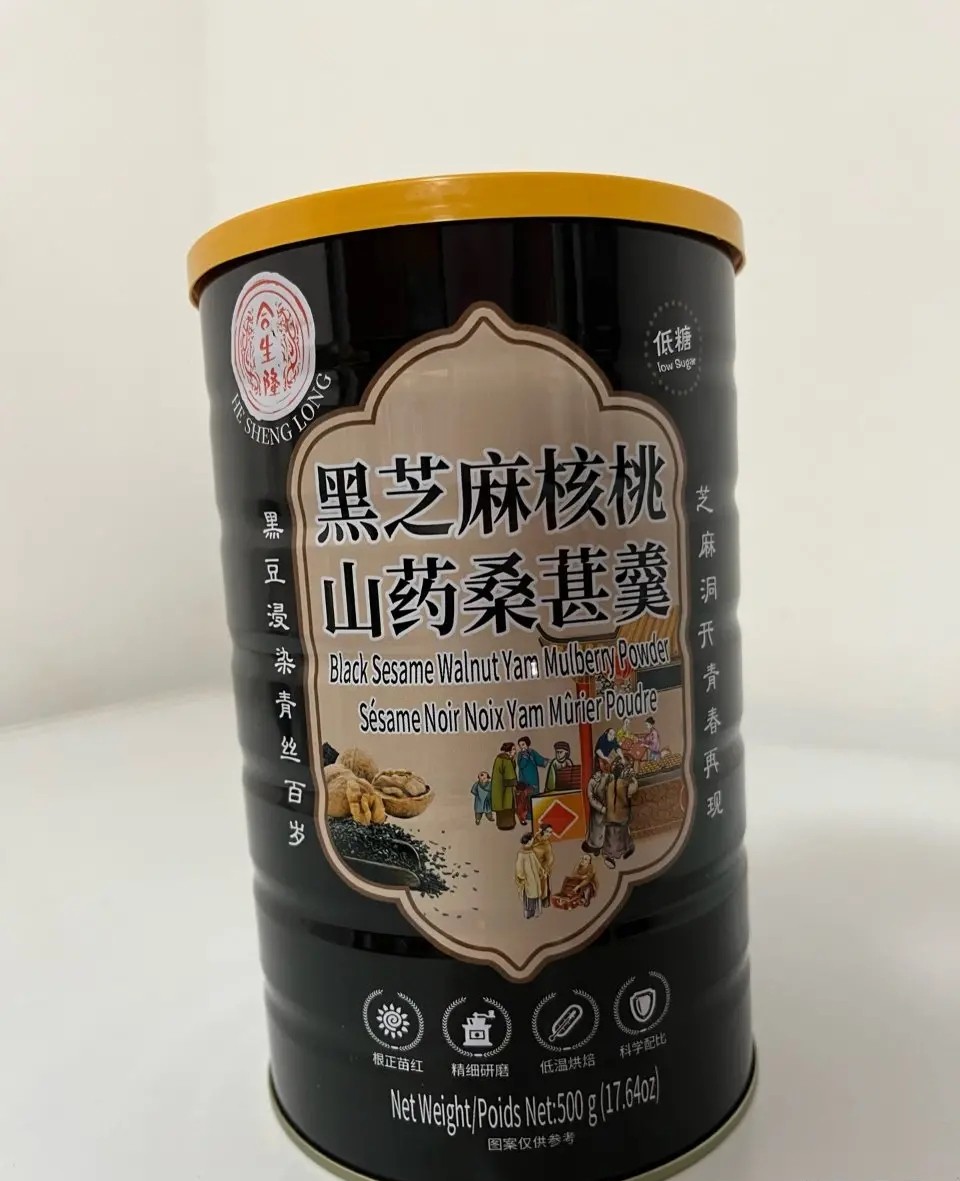 合生隆
HE SHENG LONG
低糖
low Sugar
黑芝麻核桃
山药桑葚羹
Black Sesame Walnut Yam Mulberry Powder
Sésame Noir Noix Yam Mûrier Poudre
黑豆浸染青丝百岁
芝麻洞开青春再现
根正苗红
精细研磨
低温烘焙
科学配比
Net Weight/Poids Net:500 g (17.64oz)
图案仅供参考